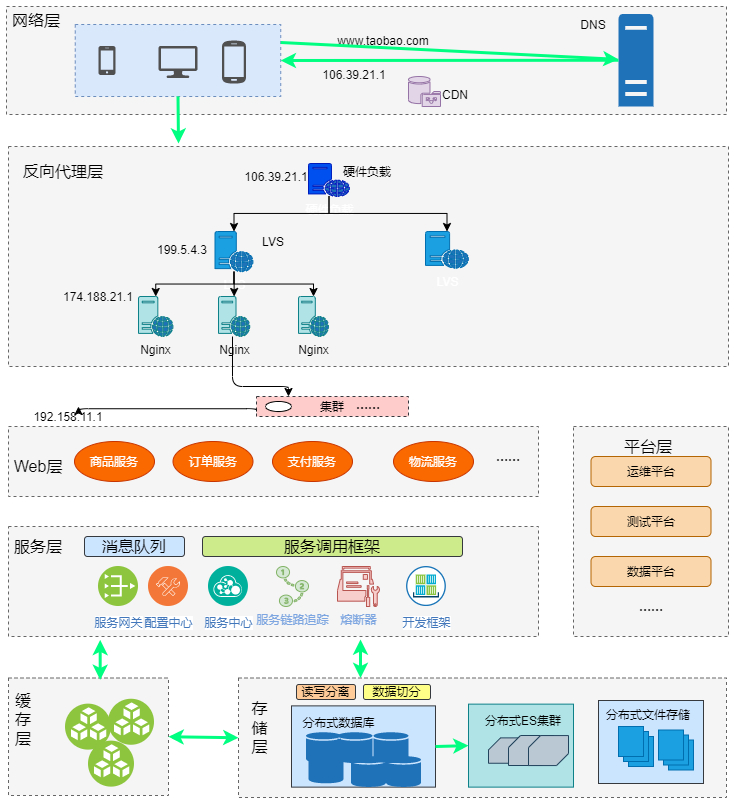 网络层
DNS
www.taobao.com
106.39.21.1
CDN
反向代理层
106.39.21.1
硬件负载
199.5.4.3
LVS
LVS
174.188.21.1
Nginx
Nginx
Nginx
集群 ......
192.158.11.1
Web层
商品服务
订单服务
支付服务
物流服务
......
平台层
运维平台
测试平台
数据平台
......
服务层
消息队列
服务调用框架
服务网关
配置中心
服务中心
服务链路追踪
熔断器
开发框架
缓存层
存储层
读写分离
数据切分
分布式数据库
分布式ES集群
分布式文件存储